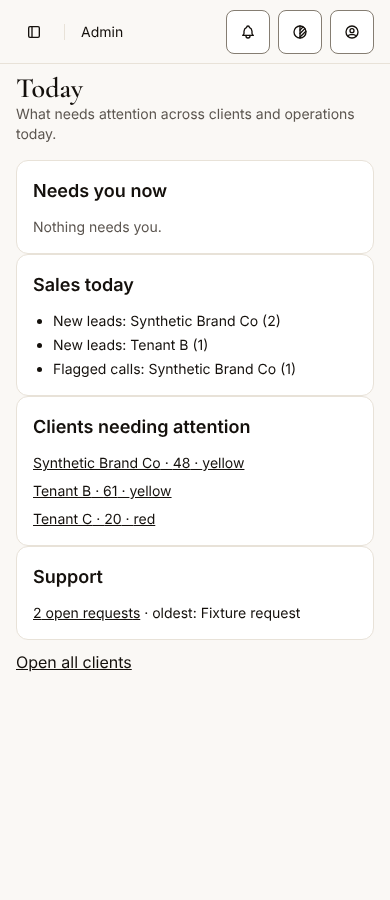 Admin
Today
What needs attention across clients and operations
today.
Needs you now
Nothing needs you.
Sales today
New leads: Synthetic Brand Co (2)
New leads: Tenant B (1)
Flagged calls: Synthetic Brand Co (1)
Clients needing attention
Synthetic Brand Co · 48 · yellow
Tenant B · 61 · yellow
Tenant C · 20 · red
Support
2 open requests · oldest: Fixture request
Open all clients